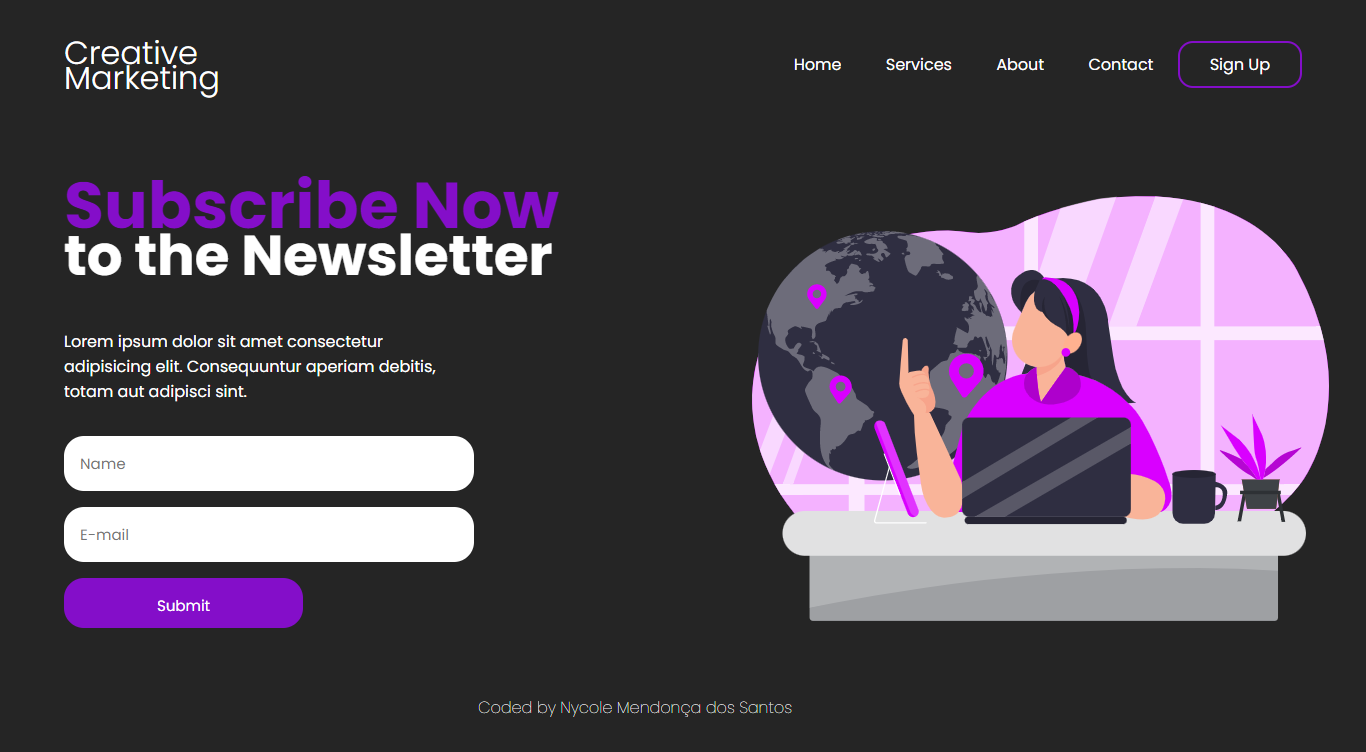 Creative
Marketing
Home
Services
About
Contact
Sign Up
Subscribe Now
to the Newsletter
Lorem ipsum dolor sit amet consectetur
adipisicing elit. Consequuntur aperiam debitis,
totam aut adipisci sint.
Name
E-mail
Submit
Coded by Nycole Mendonça dos Santos